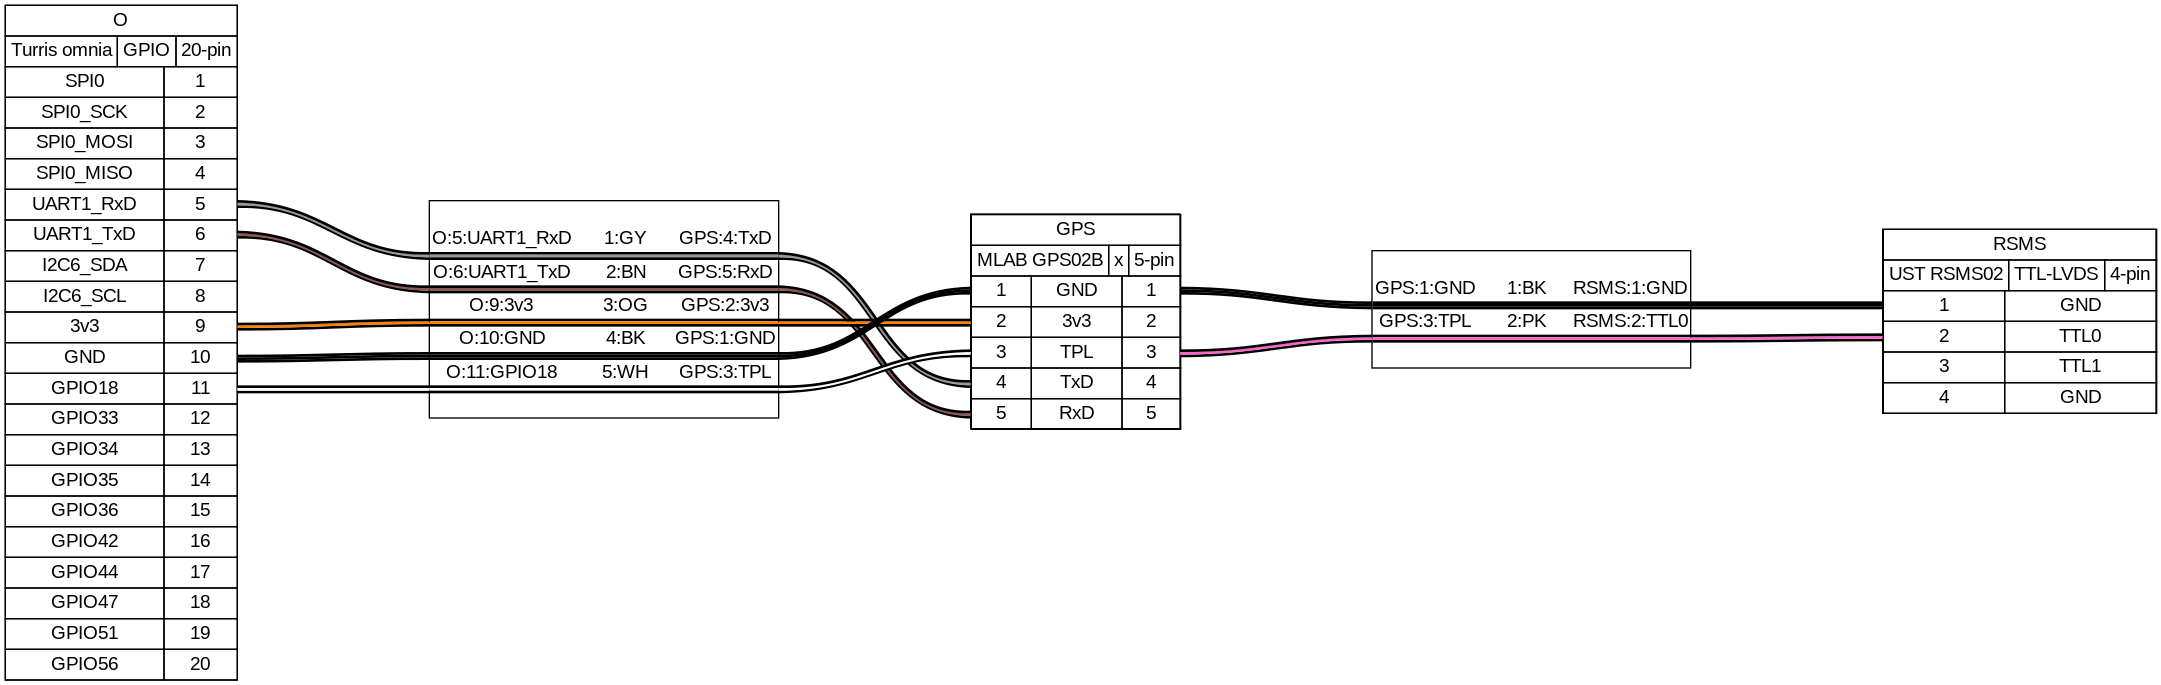 O
Turris omnia GPIO 20-pin
SPI0 1
SPI0_SCK 2
SPI0_MOSI 3
SPI0_MISO 4
UART1_RxD 5
UART1_TxD 6
I2C6_SDA 7
I2C6_SCL 8
3v3 9
GND 10
GPIO18 11
GPIO33 12
GPIO34 13
GPIO35 14
GPIO36 15
GPIO42 16
GPIO44 17
GPIO47 18
GPIO51 19
GPIO56 20
O:5:UART1_RxD 1:GY GPS:4:TxD
O:6:UART1_TxD 2:BN GPS:5:RxD
O:9:3v3 3:OG GPS:2:3v3
O:10:GND 4:BK GPS:1:GND
O:11:GPIO18 5:WH GPS:3:TPL
GPS
MLAB GPS02B x 5-pin
1 GND 1
2 3v3 2
3 TPL 3
4 TxD 4
5 RxD 5
GPS:1:GND 1:BK RSMS:1:GND
GPS:3:TPL 2:PK RSMS:2:TTL0
RSMS
UST RSMS02 TTL-LVDS 4-pin
1 GND
2 TTL0
3 TTL1
4 GND